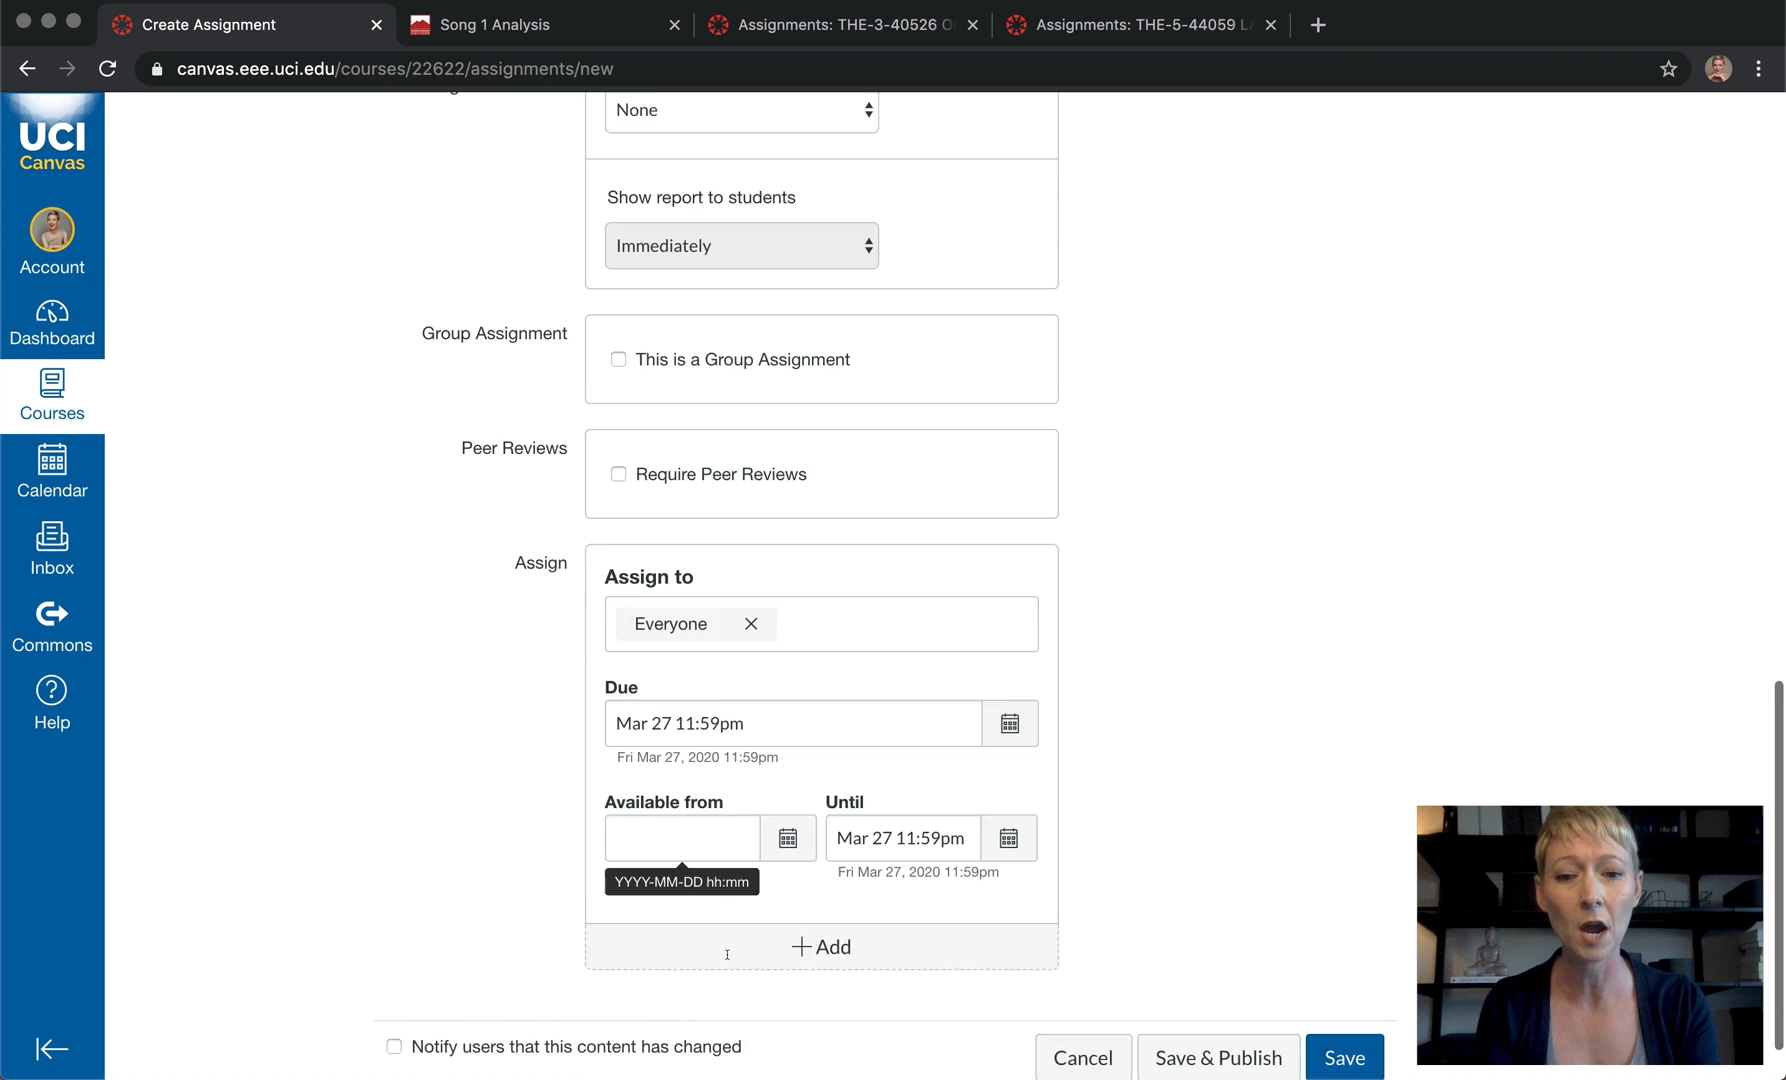 Create Assignment
Song 1 Analysis
Assignments: THE-3-40526
Assignments: THE-5-44059
canvas.eee.uci.edu/courses/22622/assignments/new
UCI
Canvas
Account
Dashboard
Courses
Calendar
Inbox
Commons
Help
None
Show report to students
Immediately
Group Assignment
This is a Group Assignment
Peer Reviews
Require Peer Reviews
Assign
Assign to
Everyone
Due
Mar 27 11:59pm
Fri Mar 27, 2020 11:59pm
Available from
Until
Mar 27 11:59pm
YYYY-MM-DD hh:mm
Fri Mar 27, 2020 11:59pm
Add
Notify users that this content has changed
Cancel
Save & Publish
Save